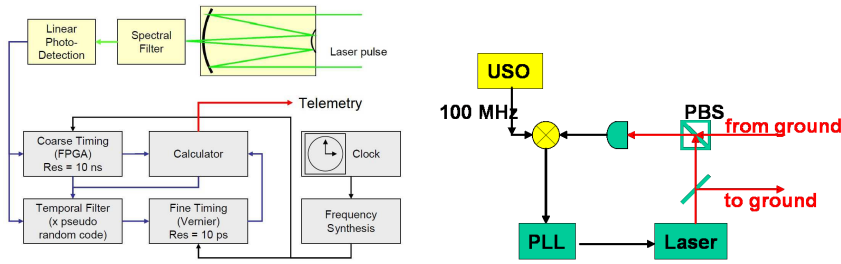 Linear
Photo-
Detection
Spectral
Filter
Laser pulse
Telemetry
Coarse Timing
(FPGA)
Res = 10 ns
Calculator
Clock
Temporal Filter
(x pseudo
random code)
Fine Timing
(Vernier)
Res = 10 ps
Frequency
Synthesis
USO
100 MHz
PBS
from ground
to ground
PLL
Laser